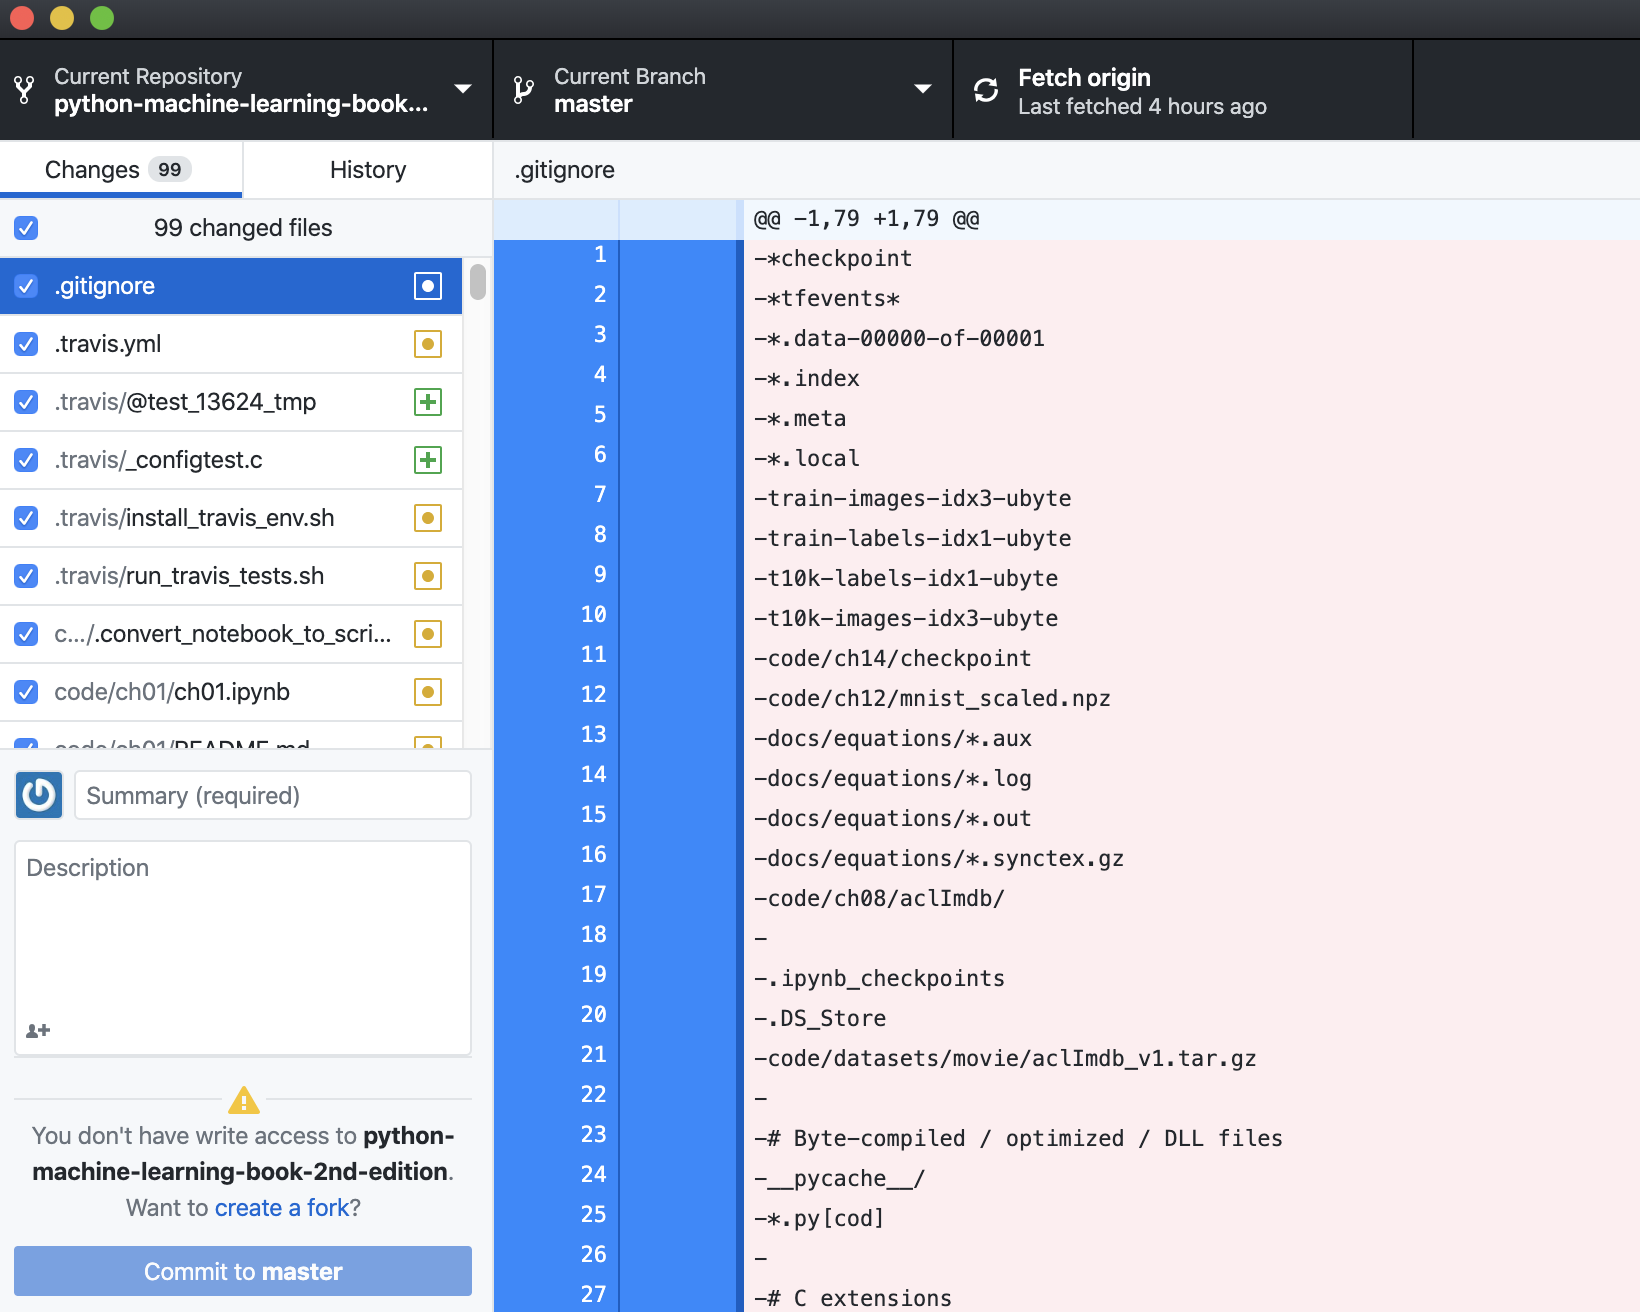 Current Repository
python-machine-learning-book...
Current Branch
master
Fetch origin
Last fetched 4 hours ago
Changes 99
History
.gitignore
99 changed files
.gitignore
.travis.yml
.travis/@test_13624_tmp
.travis/_configtest.c
.travis/install_travis_env.sh
.travis/run_travis_tests.sh
c.../.convert_notebook_to_scri...
code/ch01/ch01.ipynb
code/ch01/README.md
Summary (required)
Description
You don't have write access to python-
machine-learning-book-2nd-edition.
Want to create a fork?
Commit to master
@@ -1,79 +1,79 @@
1 -*checkpoint
2 -*tfevents*
3 -*.data-00000-of-00001
4 -*.index
5 -*.meta
6 -*.local
7 -train-images-idx3-ubyte
8 -train-labels-idx1-ubyte
9 -t10k-labels-idx1-ubyte
10 -t10k-images-idx3-ubyte
11 -code/ch14/checkpoint
12 -code/ch12/mnist_scaled.npz
13 -docs/equations/*.aux
14 -docs/equations/*.log
15 -docs/equations/*.out
16 -docs/equations/*.synctex.gz
17 -code/ch08/aclImdb/
18 -
19 -.ipynb_checkpoints
20 -.DS_Store
21 -code/datasets/movie/aclImdb_v1.tar.gz
22 -
23 -# Byte-compiled / optimized / DLL files
24 -__pycache__/
25 -*.py[cod]
26 -
27 -# C extensions